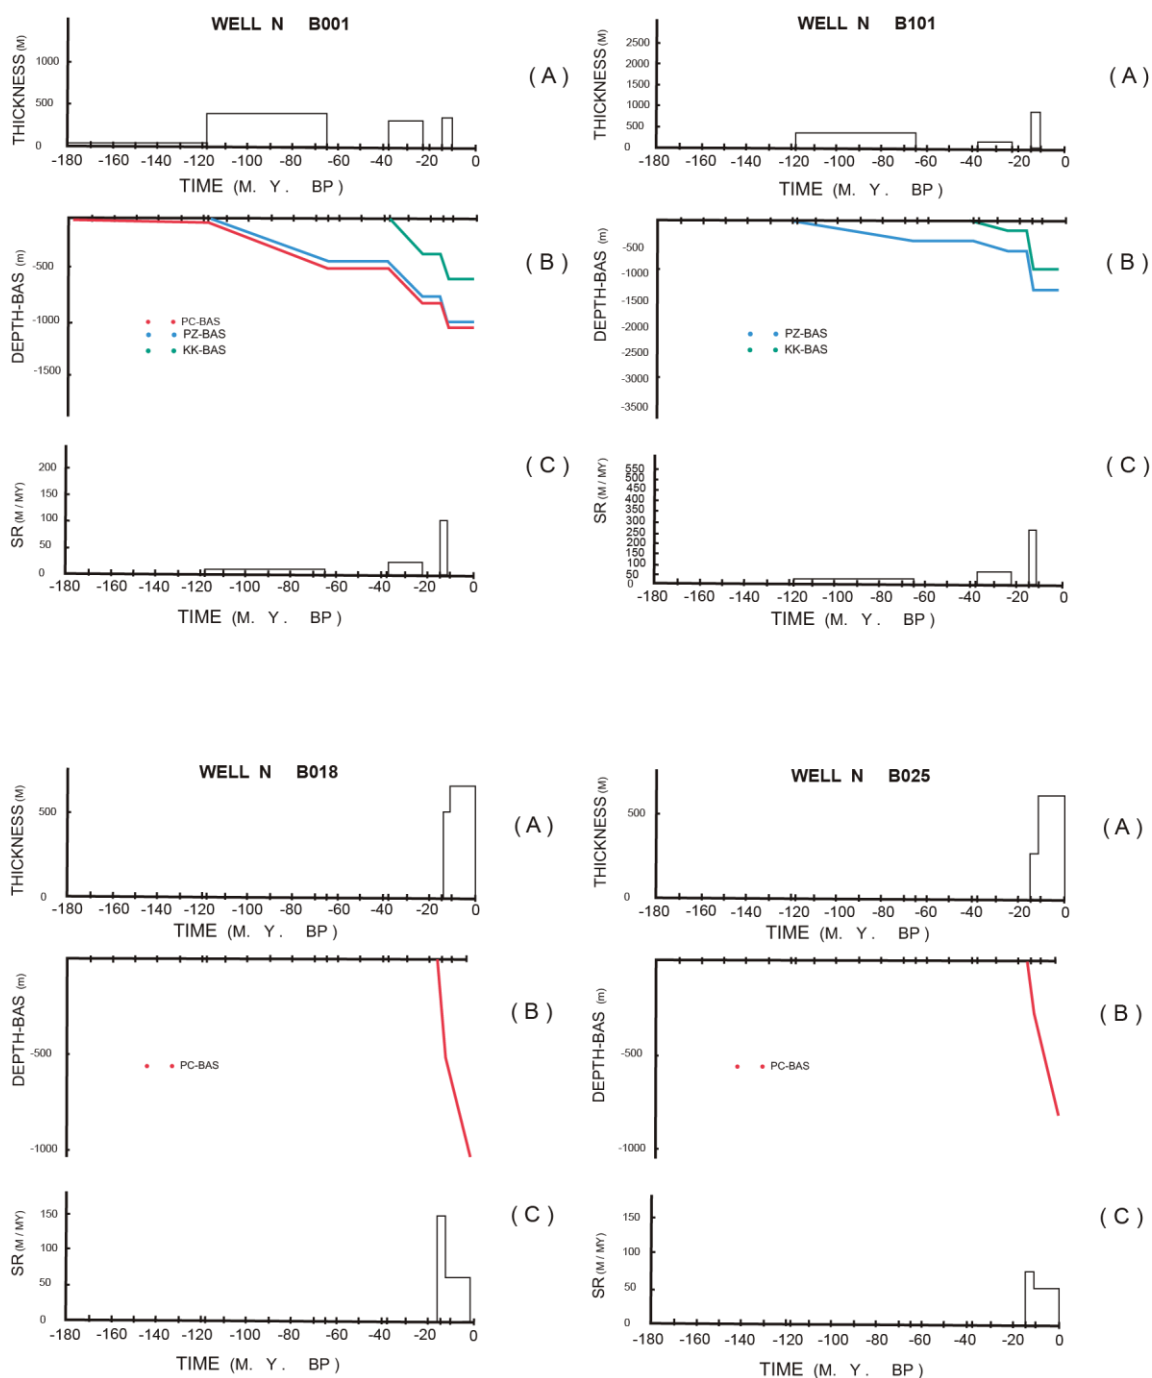 WELL N B001
THICKNESS (M)
1000
500
0
( A )
-180 -160 -140 -120 -100 -80 -60 -40 -20 0
TIME (M. Y. BP)
DEPTH-BAS (m)
-500
-1000
-1500
( B )
PC-BAS
PZ-BAS
KK-BAS
SR (M / MY)
200
150
100
50
0
( C )
-180 -160 -140 -120 -100 -80 -60 -40 -20 0
TIME (M. Y. BP)
WELL N B101
THICKNESS (M)
2500
2000
1500
1000
500
0
( A )
-180 -160 -140 -120 -100 -80 -60 -40 -20 0
TIME (M. Y. BP)
DEPTH-BAS (m)
-500
-1000
-1500
-2000
-2500
-3000
-3500
( B )
PZ-BAS
KK-BAS
SR (M / MY)
550
500
450
400
350
300
250
200
150
100
50
0
( C )
-180 -160 -140 -120 -100 -80 -60 -40 -20 0
TIME (M. Y. BP)
WELL N B018
THICKNESS (M)
500
0
( A )
-180 -160 -140 -120 -100 -80 -60 -40 -20 0
TIME (M. Y. BP)
DEPTH-BAS (m)
-500
-1000
( B )
PC-BAS
SR (M / MY)
150
100
50
0
( C )
-180 -160 -140 -120 -100 -80 -60 -40 -20 0
TIME (M. Y. BP)
WELL N B025
THICKNESS (M)
500
0
( A )
-180 -160 -140 -120 -100 -80 -60 -40 -20 0
TIME (M. Y. BP)
DEPTH-BAS (m)
-500
-1000
( B )
PC-BAS
SR (M / MY)
150
100
50
0
( C )
-180 -160 -140 -120 -100 -80 -60 -40 -20 0
TIME (M. Y. BP)